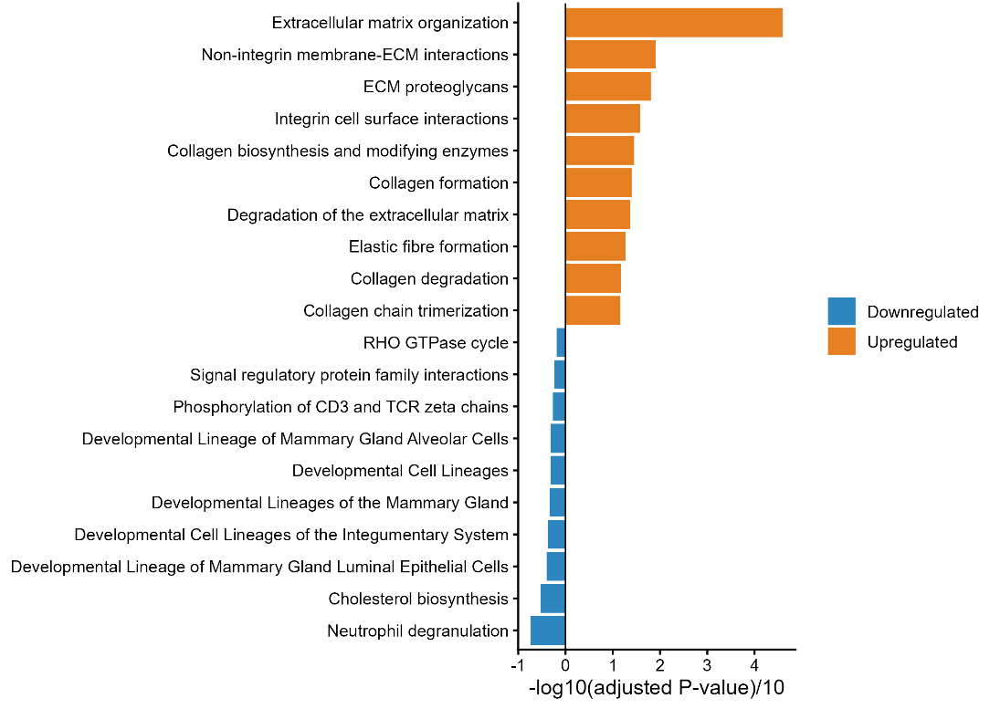 Extracellular matrix organization
Non-integrin membrane-ECM interactions
ECM proteoglycans
Integrin cell surface interactions
Collagen biosynthesis and modifying enzymes
Collagen formation
Degradation of the extracellular matrix
Elastic fibre formation
Collagen degradation
Collagen chain trimerization
RHO GTPase cycle
Signal regulatory protein family interactions
Phosphorylation of CD3 and TCR zeta chains
Developmental Lineage of Mammary Gland Alveolar Cells
Developmental Cell Lineages
Developmental Lineages of the Mammary Gland
Developmental Cell Lineages of the Integumentary System
Developmental Lineage of Mammary Gland Luminal Epithelial Cells
Cholesterol biosynthesis
Neutrophil degranulation
-1 0 1 2 3 4
-log10(adjusted P-value)/10
Downregulated
Upregulated